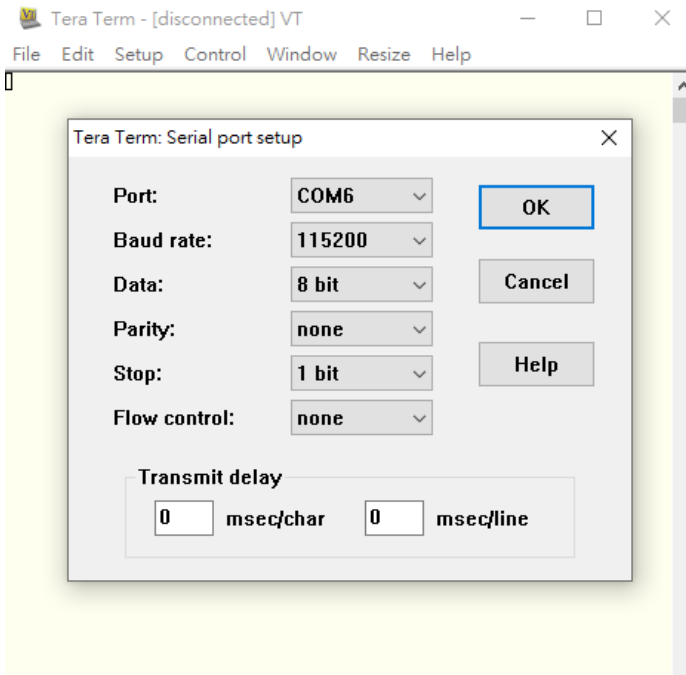 Tera Term - [disconnected] VT
File Edit Setup Control Window Resize Help
Tera Term: Serial port setup
Port: COM6
OK
Baud rate: 115200
Data: 8 bit
Cancel
Parity: none
Stop: 1 bit
Help
Flow control: none
Transmit delay
0 msec/char 0 msec/line